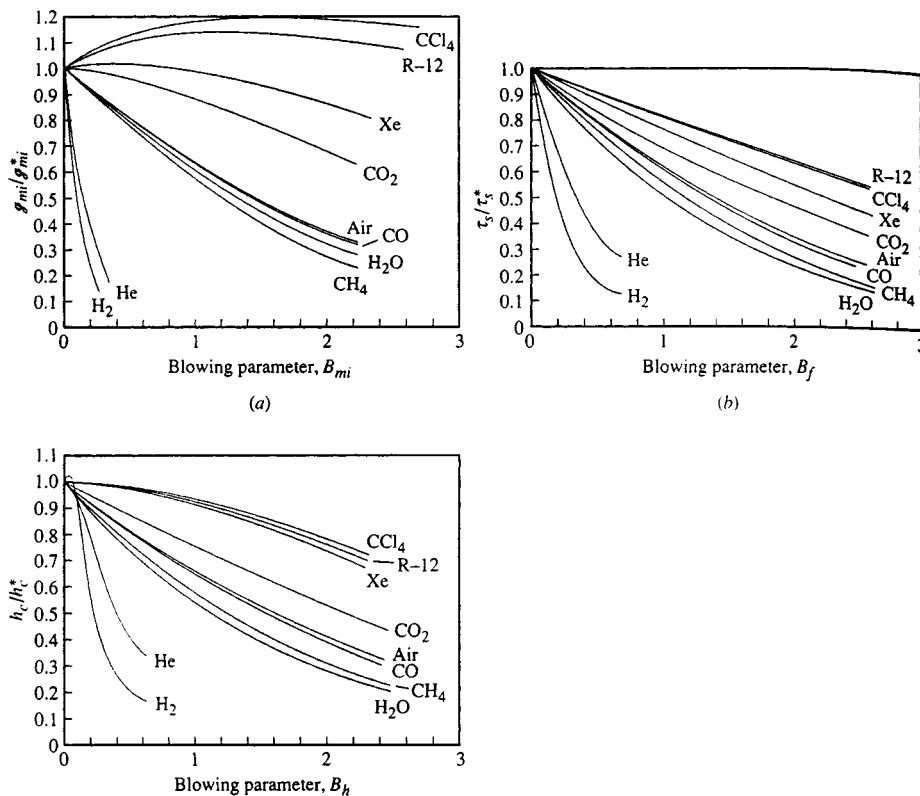 1.2
1.1
1.0
0.9
0.8
0.7
0.6
0.5
0.4
0.3
0.2
0.1
0
g_mi/g*_mi
CCl4
R–12
Xe
CO2
Air
CO
H2O
CH4
He
H2
0 1 2 3
Blowing parameter, B_mi
(a)
1.0
0.9
0.8
0.7
0.6
0.5
0.4
0.3
0.2
0.1
0
τ_s/τ*_s
R–12
CCl4
Xe
CO2
Air
CO
CH4
H2O
He
H2
0 1 2 3
Blowing parameter, B_f
(b)
1.1
1.0
0.9
0.8
0.7
0.6
0.5
0.4
0.3
0.2
0.1
0
h_c/h*_c
CCl4
R–12
Xe
CO2
Air
CO
CH4
H2O
He
H2
0 1 2 3
Blowing parameter, B_h